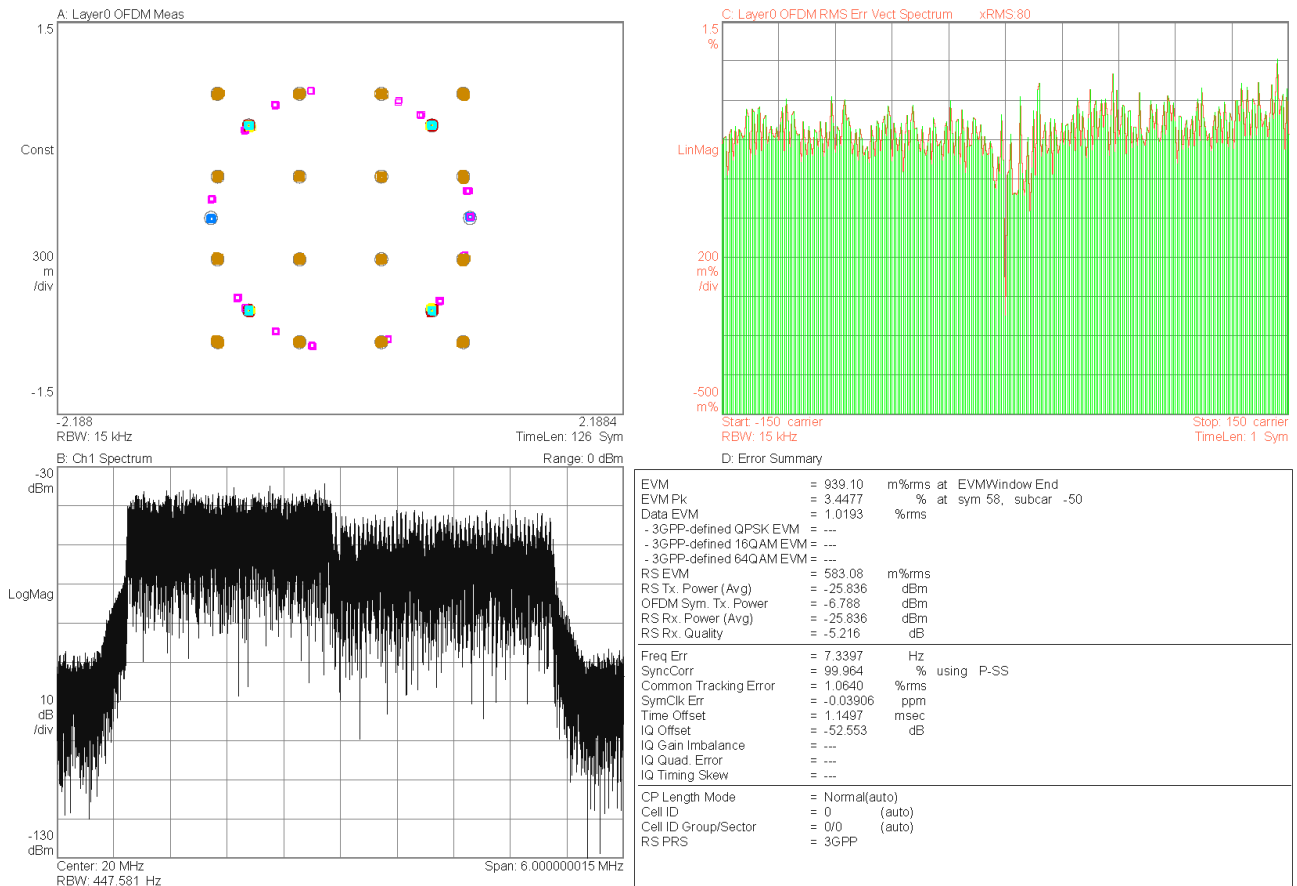 A: Layer0 OFDM Meas
1.5
Const
300
m
/div
-1.5
-2.188
2.1884
RBW: 15 kHz
TimeLen: 126 Sym
C: Layer0 OFDM RMS Err Vect Spectrum xRMS:80
1.5
%
LinMag
200
m%
/div
-500
m%
Start: -150 carrier
Stop: 150 carrier
RBW: 15 kHz
TimeLen: 1 Sym
B: Ch1 Spectrum
Range: 0 dBm
-30
dBm
LogMag
10
dB
/div
-130
dBm
Center: 20 MHz
Span: 6.000000015 MHz
RBW: 447.581 Hz
D: Error Summary
EVM = 939.10 m%rms at EVMWindow End
EVM Pk = 3.4477 % at sym 58, subcar -50
Data EVM = 1.0193 %rms
- 3GPP-defined QPSK EVM = ---
- 3GPP-defined 16QAM EVM = ---
- 3GPP-defined 64QAM EVM = ---
RS EVM = 583.08 m%rms
RS Tx. Power (Avg) = -25.836 dBm
OFDM Sym. Tx. Power = -6.788 dBm
RS Rx. Power (Avg) = -25.836 dBm
RS Rx. Quality = -5.216 dB
Freq Err = 7.3397 Hz
SyncCorr = 99.964 % using P-SS
Common Tracking Error = 1.0640 %rms
SymClk Err = -0.03906 ppm
Time Offset = 1.1497 msec
IQ Offset = -52.553 dB
IQ Gain Imbalance = ---
IQ Quad. Error = ---
IQ Timing Skew = ---
CP Length Mode = Normal(auto)
Cell ID = 0 (auto)
Cell ID Group/Sector = 0/0 (auto)
RS PRS = 3GPP